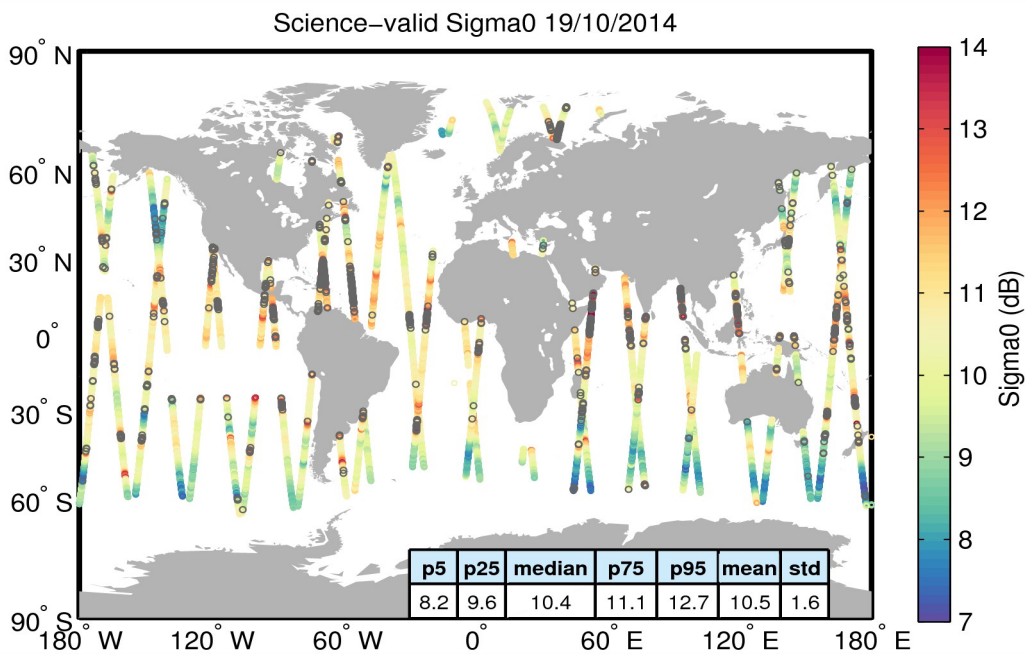 Science−valid Sigma0 19/10/2014
90° N
60° N
30° N
0°
30° S
60° S
90° S
180° W
120° W
60° W
0°
60° E
120° E
180° E
14
13
12
11
10
9
8
7
Sigma0 (dB)
p5 p25 median p75 p95 mean std
8.2 9.6 10.4 11.1 12.7 10.5 1.6